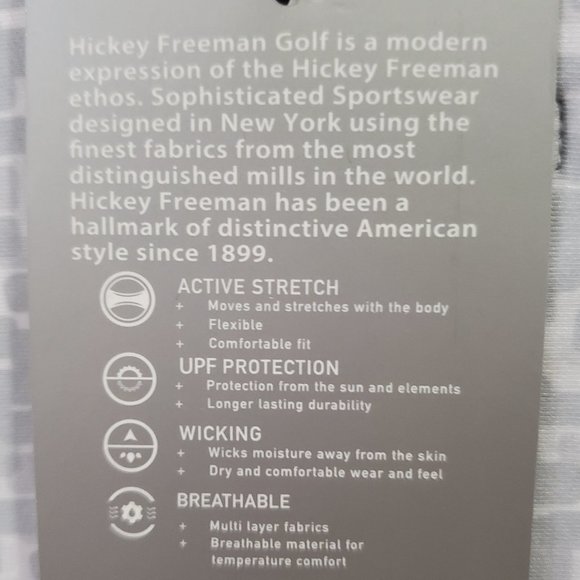 Hickey Freeman Golf is a modern
expression of the Hickey Freeman
ethos. Sophisticated Sportswear
designed in New York using the
finest fabrics from the most
distinguished mills in the world.
Hickey Freeman has been a
hallmark of distinctive American
style since 1899.
ACTIVE STRETCH
+ Moves and stretches with the body
+ Flexible
+ Comfortable fit
UPF PROTECTION
+ Protection from the sun and elements
+ Longer lasting durability
WICKING
+ Wicks moisture away from the skin
+ Dry and comfortable wear and feel
BREATHABLE
+ Multi layer fabrics
+ Breathable material for
temperature comfort